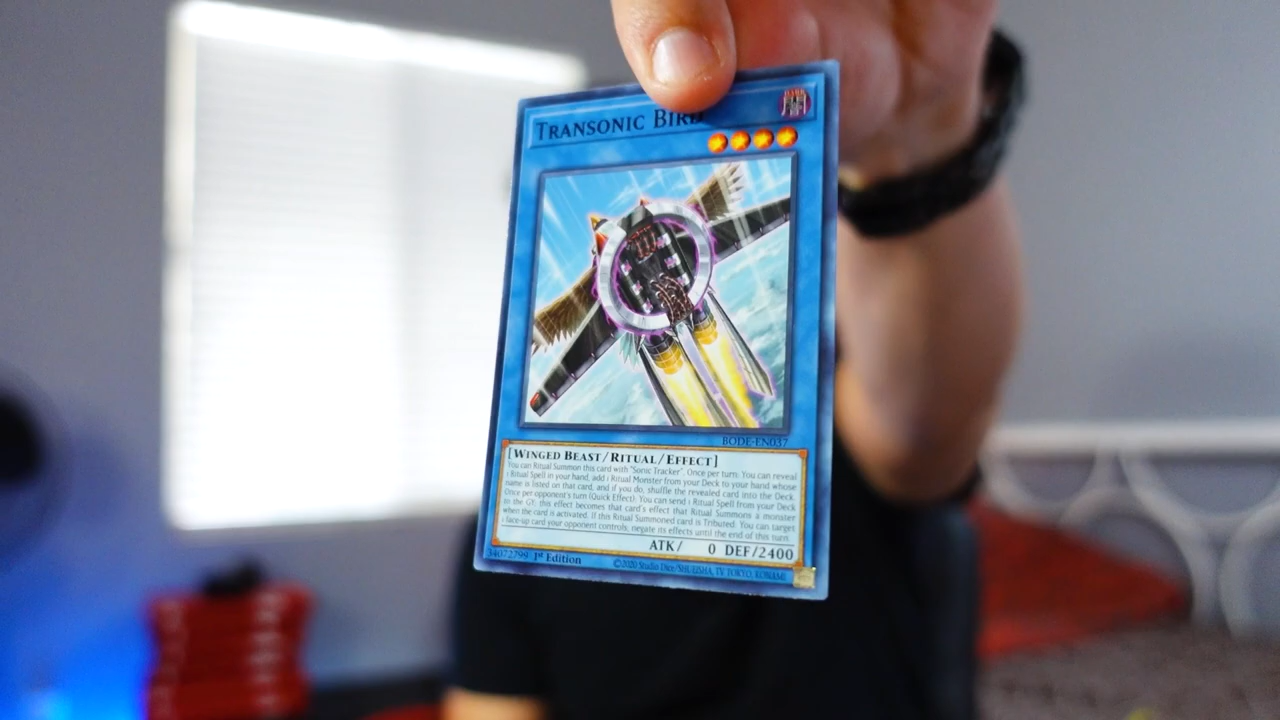 TRANSONIC BIRD
BODE-EN037
[WINGED BEAST/RITUAL/EFFECT]
You can Ritual Summon this card with "Sonic Tracker". Once per turn: You can reveal
1 Ritual Spell in your hand, add 1 Ritual Monster from your Deck to your hand whose
name is listed on that card, and if you do, shuffle the revealed card into the Deck.
Once per opponent's turn (Quick Effect): You can send 1 Ritual Spell from your Deck
to the GY; this effect becomes that card's effect that Ritual Summons a monster
when the card is activated. If this Ritual Summoned card is Tributed: You can target
1 face-up card your opponent controls; negate its effects until the end of this turn.
ATK/ 0 DEF/2400
34072799 1st Edition ©2020 Studio Dice/SHUEISHA, TV TOKYO, KONAMI